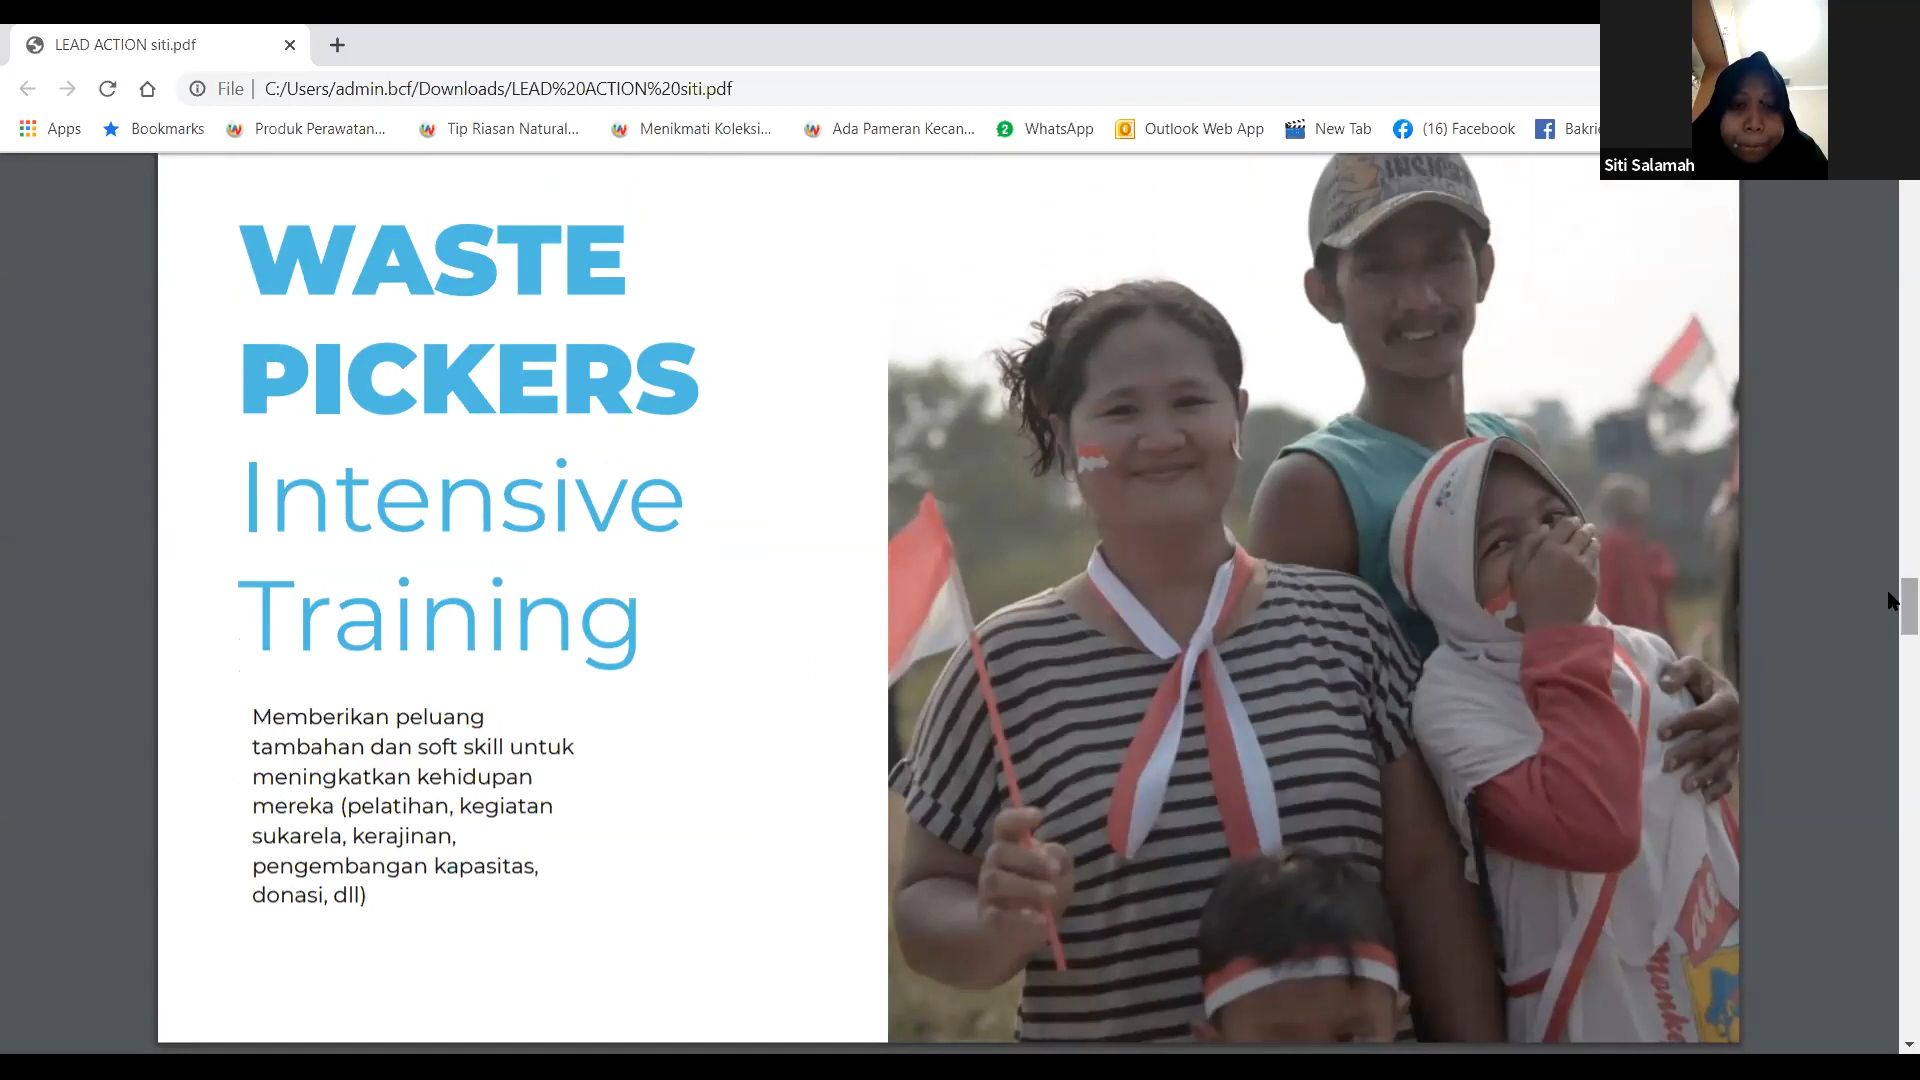 LEAD ACTION siti.pdf
File
C:/Users/admin.bcf/Downloads/LEAD%20ACTION%20siti.pdf
Apps
Bookmarks
Produk Perawatan...
Tip Riasan Natural...
Menikmati Koleksi...
Ada Pameran Kecan...
2
WhatsApp
Outlook Web App
New Tab
(16) Facebook
Bakri
Siti Salamah
WASTE
PICKERS
Intensive
Training
Memberikan peluang
tambahan dan soft skill untuk
meningkatkan kehidupan
mereka (pelatihan, kegiatan
sukarela, kerajinan,
pengembangan kapasitas,
donasi, dll)